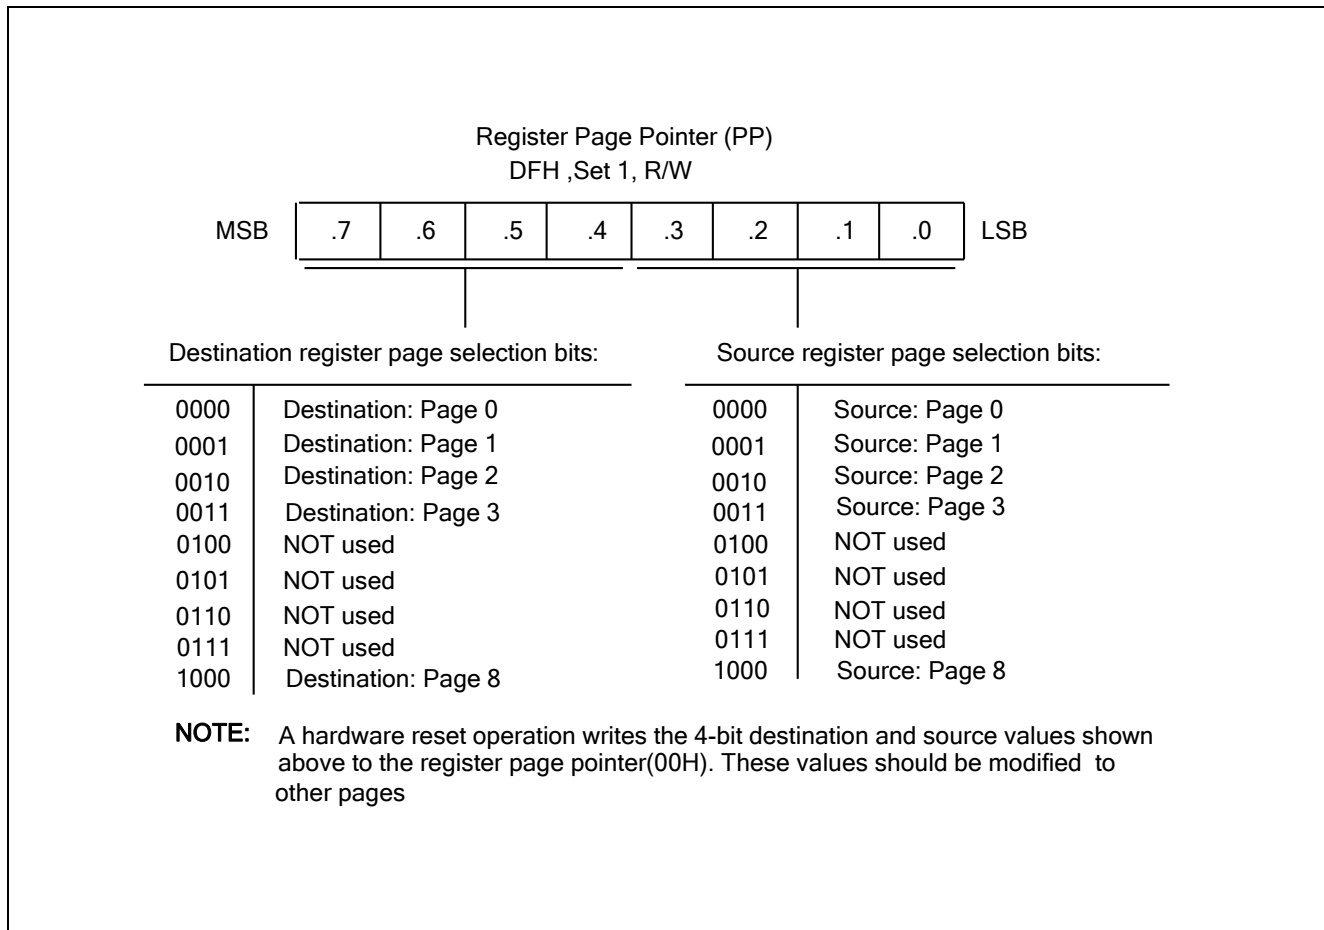 Register Page Pointer (PP)
DFH ,Set 1, R/W
MSB .7 .6 .5 .4 .3 .2 .1 .0 LSB
Destination register page selection bits:
0000 Destination: Page 0
0001 Destination: Page 1
0010 Destination: Page 2
0011 Destination: Page 3
0100 NOT used
0101 NOT used
0110 NOT used
0111 NOT used
1000 Destination: Page 8
Source register page selection bits:
0000 Source: Page 0
0001 Source: Page 1
0010 Source: Page 2
0011 Source: Page 3
0100 NOT used
0101 NOT used
0110 NOT used
0111 NOT used
1000 Source: Page 8
NOTE: A hardware reset operation writes the 4-bit destination and source values shown
above to the register page pointer(00H). These values should be modified to
other pages